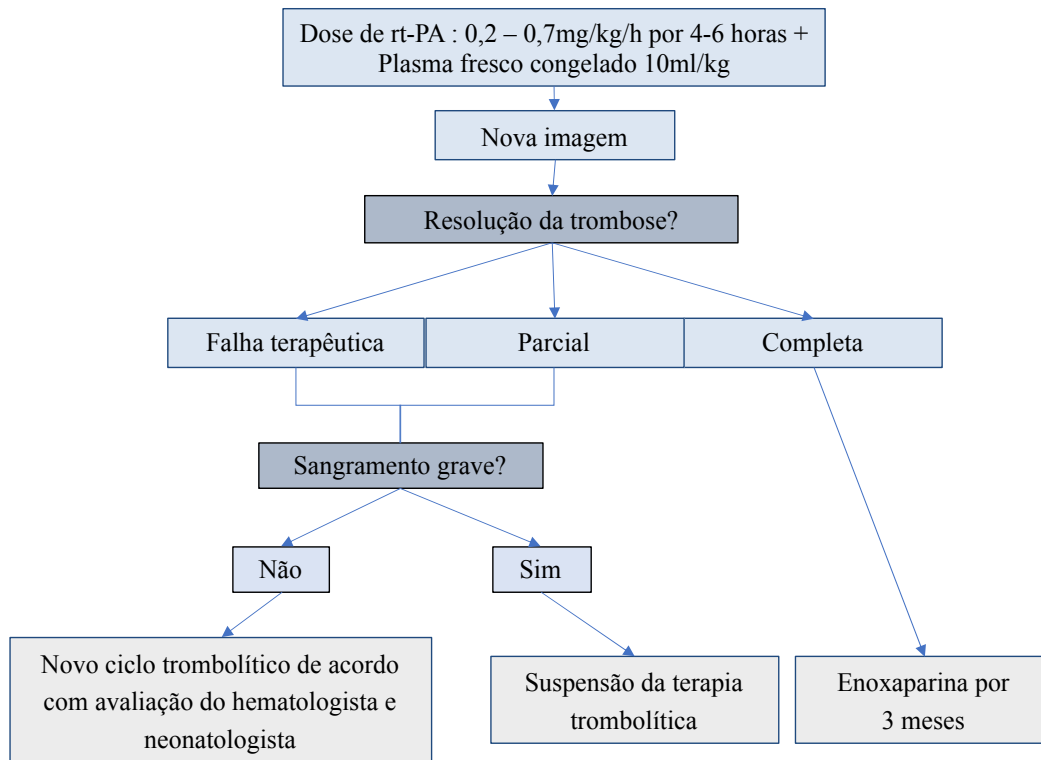 Dose de rt-PA : 0,2 – 0,7mg/kg/h por 4-6 horas +
Plasma fresco congelado 10ml/kg
Nova imagem
Resolução da trombose?
Falha terapêutica
Parcial
Completa
Sangramento grave?
Não
Sim
Novo ciclo trombolítico de acordo
com avaliação do hematologista e
neonatologista
Suspensão da terapia
trombolítica
Enoxaparina por
3 meses